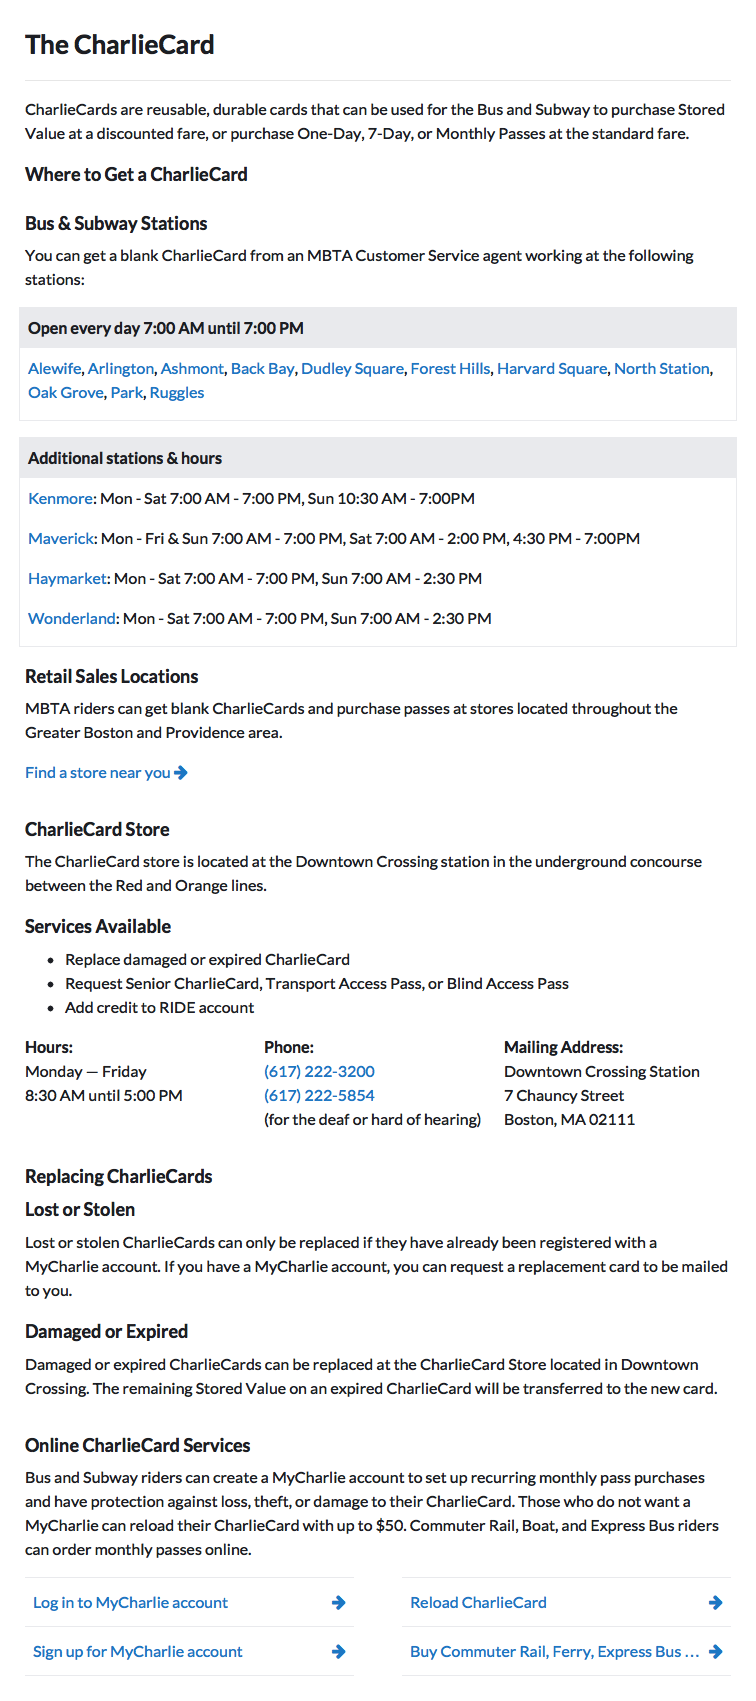 The CharlieCard
CharlieCards are reusable, durable cards that can be used for the Bus and Subway to purchase Stored
Value at a discounted fare, or purchase One-Day, 7-Day, or Monthly Passes at the standard fare.
Where to Get a CharlieCard
Bus & Subway Stations
You can get a blank CharlieCard from an MBTA Customer Service agent working at the following
stations:
Open every day 7:00 AM until 7:00 PM
Alewife, Arlington, Ashmont, Back Bay, Dudley Square, Forest Hills, Harvard Square, North Station,
Oak Grove, Park, Ruggles
Additional stations & hours
Kenmore: Mon - Sat 7:00 AM - 7:00 PM, Sun 10:30 AM - 7:00PM
Maverick: Mon - Fri & Sun 7:00 AM - 7:00 PM, Sat 7:00 AM - 2:00 PM, 4:30 PM - 7:00PM
Haymarket: Mon - Sat 7:00 AM - 7:00 PM, Sun 7:00 AM - 2:30 PM
Wonderland: Mon - Sat 7:00 AM - 7:00 PM, Sun 7:00 AM - 2:30 PM
Retail Sales Locations
MBTA riders can get blank CharlieCards and purchase passes at stores located throughout the
Greater Boston and Providence area.
Find a store near you
CharlieCard Store
The CharlieCard store is located at the Downtown Crossing station in the underground concourse
between the Red and Orange lines.
Services Available
• Replace damaged or expired CharlieCard
• Request Senior CharlieCard, Transport Access Pass, or Blind Access Pass
• Add credit to RIDE account
Hours:
Monday — Friday
8:30 AM until 5:00 PM
Phone:
(617) 222-3200
(617) 222-5854
(for the deaf or hard of hearing)
Mailing Address:
Downtown Crossing Station
7 Chauncy Street
Boston, MA 02111
Replacing CharlieCards
Lost or Stolen
Lost or stolen CharlieCards can only be replaced if they have already been registered with a
MyCharlie account. If you have a MyCharlie account, you can request a replacement card to be mailed
to you.
Damaged or Expired
Damaged or expired CharlieCards can be replaced at the CharlieCard Store located in Downtown
Crossing. The remaining Stored Value on an expired CharlieCard will be transferred to the new card.
Online CharlieCard Services
Bus and Subway riders can create a MyCharlie account to set up recurring monthly pass purchases
and have protection against loss, theft, or damage to their CharlieCard. Those who do not want a
MyCharlie can reload their CharlieCard with up to $50. Commuter Rail, Boat, and Express Bus riders
can order monthly passes online.
Log in to MyCharlie account
Reload CharlieCard
Sign up for MyCharlie account
Buy Commuter Rail, Ferry, Express Bus ...